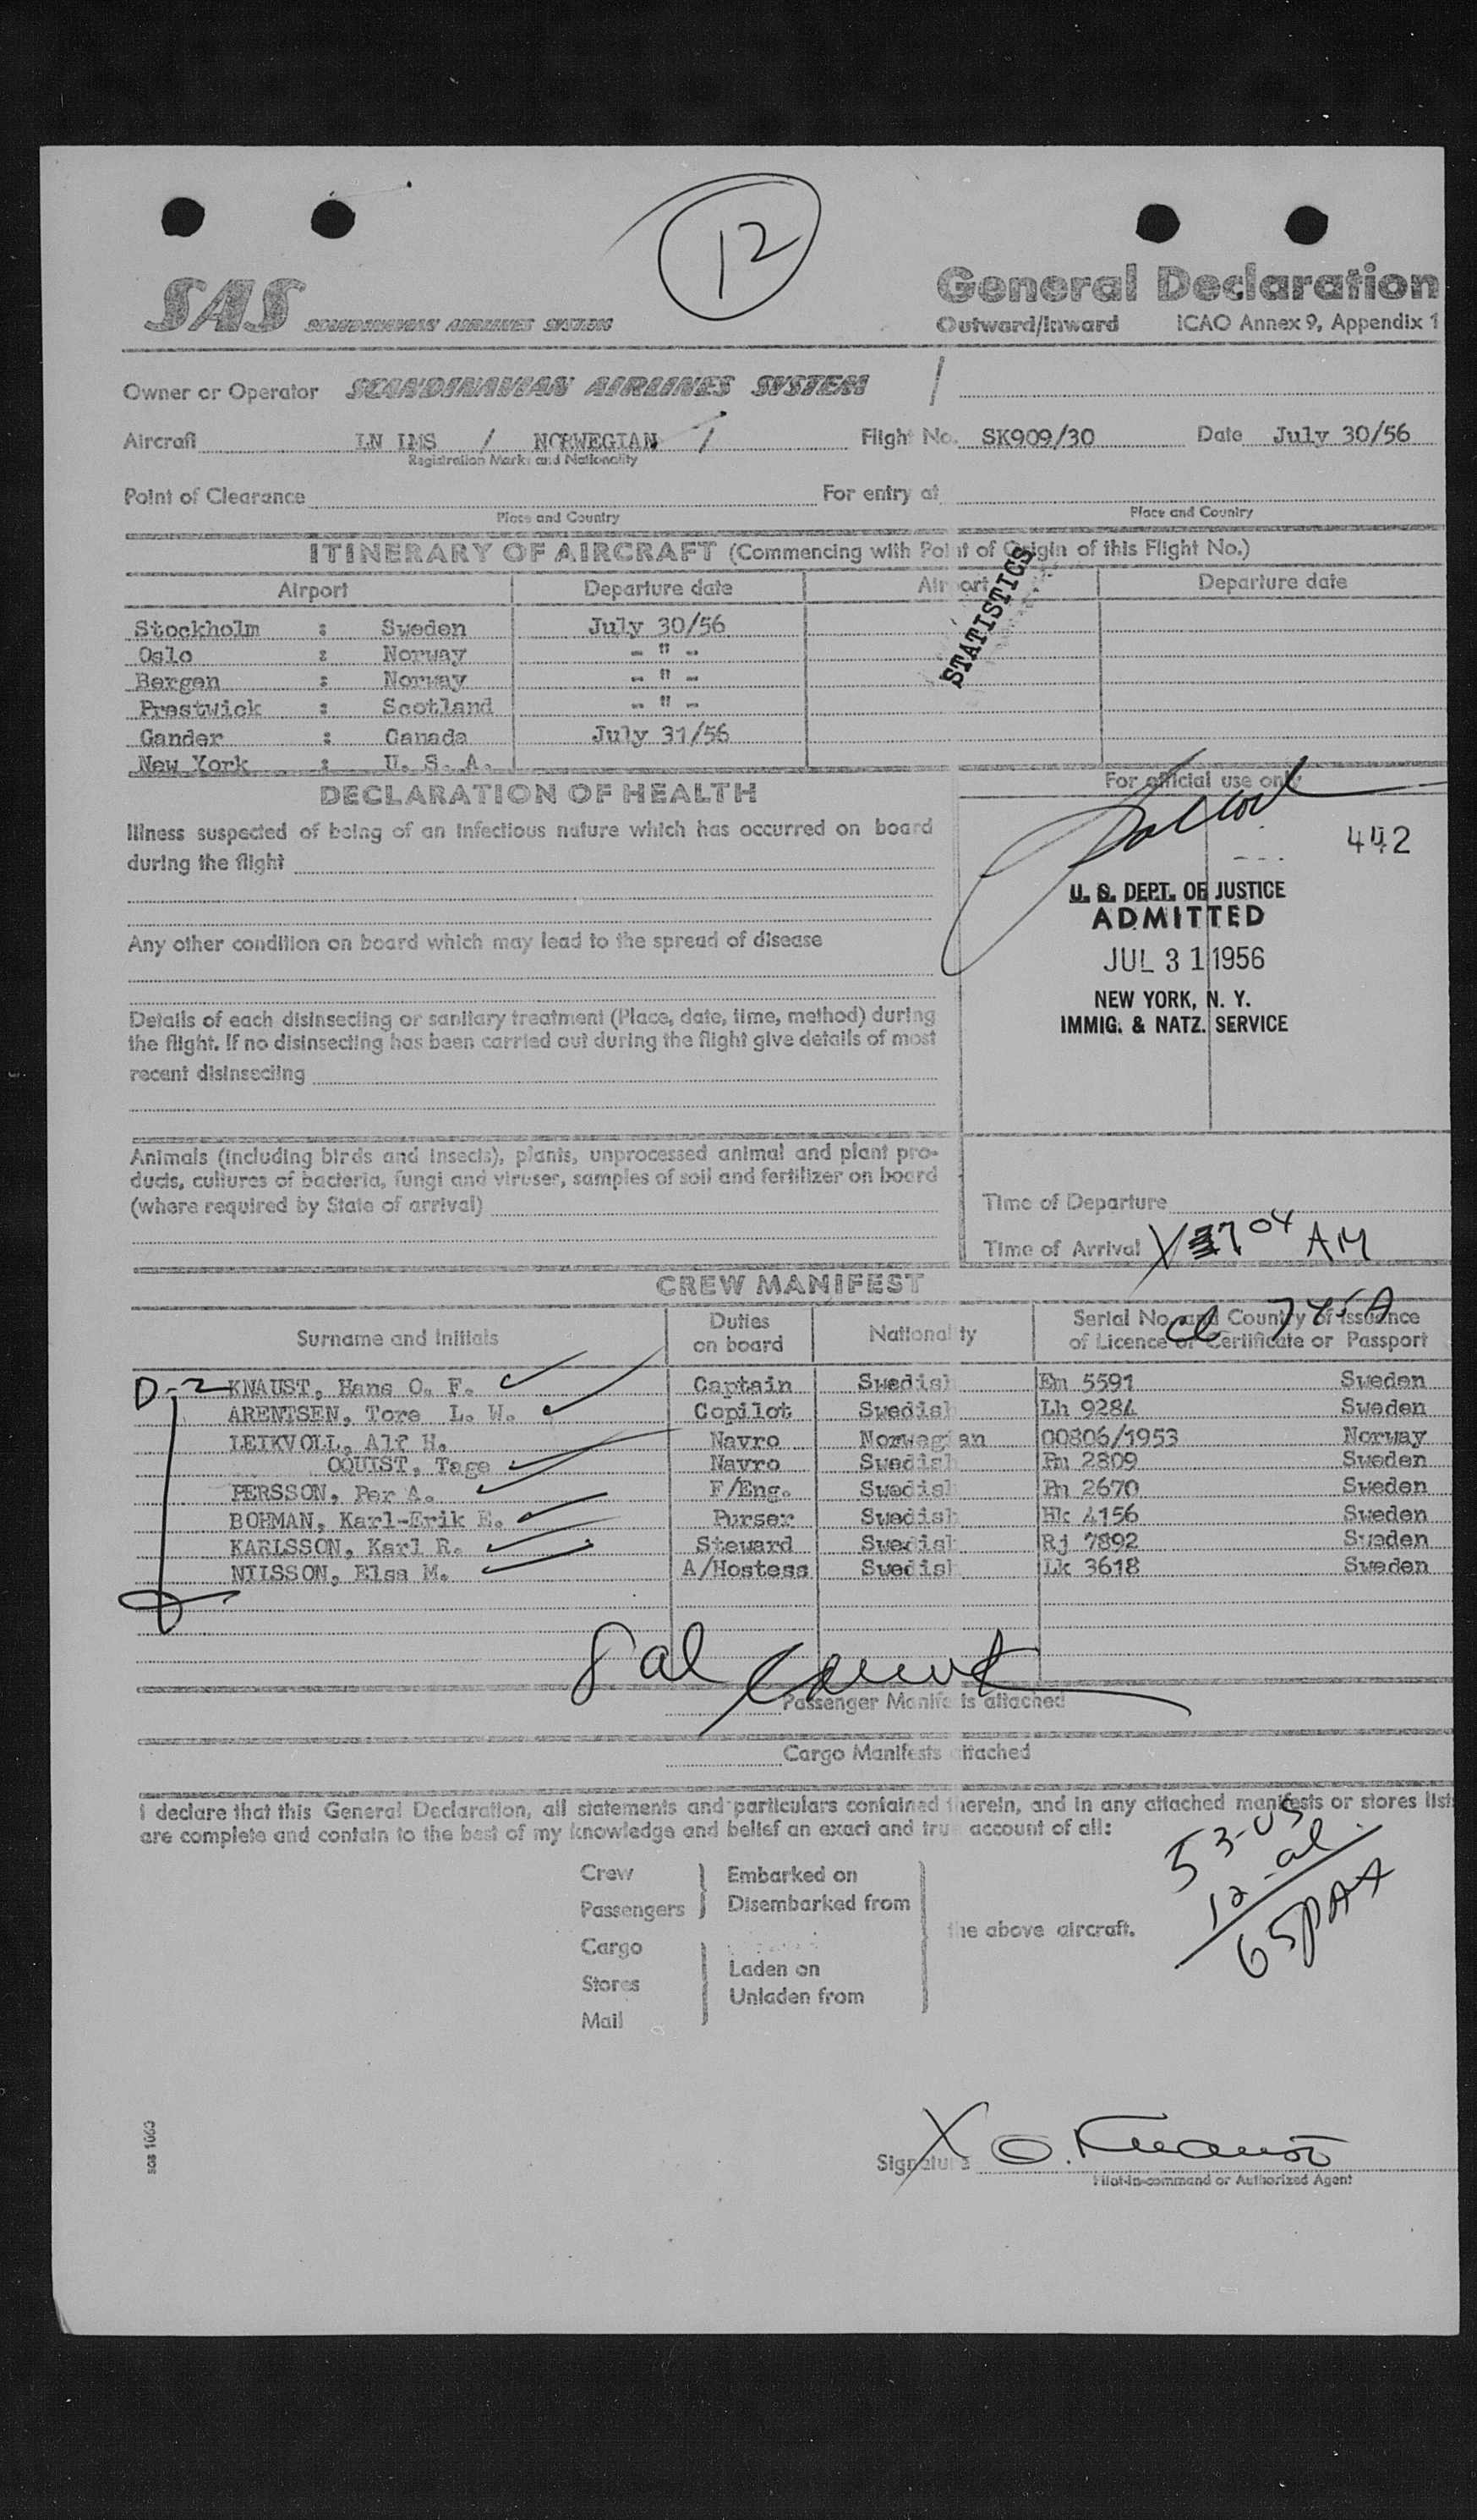 12
SAS SCANDINAVIAN AIRLINES SYSTEM
General Declaration
Outward/Inward ICAO Annex 9, Appendix 1
Owner or Operator SCANDINAVIAN AIRLINES SYSTEM
Aircraft LN LMS / NORWEGIAN / Flight No. SK909/30 Date July 30/56
Registration Marks and Nationality
Point of Clearance For entry at
Place and Country Place and Country
ITINERARY OF AIRCRAFT (Commencing with Point of Origin of this Flight No.)
Airport Departure date Airport Departure date
STATISTICS
Stockholm : Sweden July 30/56
Oslo : Norway - " -
Bergen : Norway - " -
Prestwick : Scotland - " -
Gander : Canada July 31/56
New York : U. S. A.
DECLARATION OF HEALTH
Illness suspected of being of an infectious nature which has occurred on board
during the flight
Any other condition on board which may lead to the spread of disease
Details of each disinsecting or sanitary treatment (Place, date, time, method) during
the flight. If no disinsecting has been carried out during the flight give details of most
recent disinsecting
Animals (including birds and insects), plants, unprocessed animal and plant pro-
ducts, cultures of bacteria, fungi and viruser, samples of soil and fertilizer on board
(where required by State of arrival)
For official use only
442
U. S. DEPT. OF JUSTICE
ADMITTED
JUL 31 1956
NEW YORK, N. Y.
IMMIG. & NATZ. SERVICE
Time of Departure
Time of Arrival X 7 04 AM
CREW MANIFEST
Surname and Initials Duties on board Nationality Serial No. and Country of Issuance of Licence or Certificate or Passport
D-2 KNAUST, Hans O. F. Captain Swedish Em 5591 Sweden
ARENTSEN, Tore L. W. Copilot Swedish Lh 9284 Sweden
LEIKVOLL, Alf H. Navro Norwegian 00806/1953 Norway
OQUIST, Tage Navro Swedish Pm 2809 Sweden
PERSSON, Per A. F/Eng. Swedish Pn 2670 Sweden
BOHMAN, Karl-Erik E. Purser Swedish Hk 4156 Sweden
KARLSSON, Karl R. Steward Swedish Rj 7892 Sweden
NILSSON, Elsa M. A/Hostess Swedish Lk 3618 Sweden
8 al
Passenger Manifests attached
Cargo Manifests attached
I declare that this General Declaration, all statements and particulars contained therein, and in any attached manifests or stores lists
are complete and contain to the best of my knowledge and belief an exact and true account of all:
53-US
12-al
65 PAX
Crew Embarked on
Passengers Disembarked from
the above aircraft.
Cargo
Laden on
Stores
Unladen from
Mail
SOS 1060
Signature X O. Knaust
Pilot-in-command or Authorized Agent